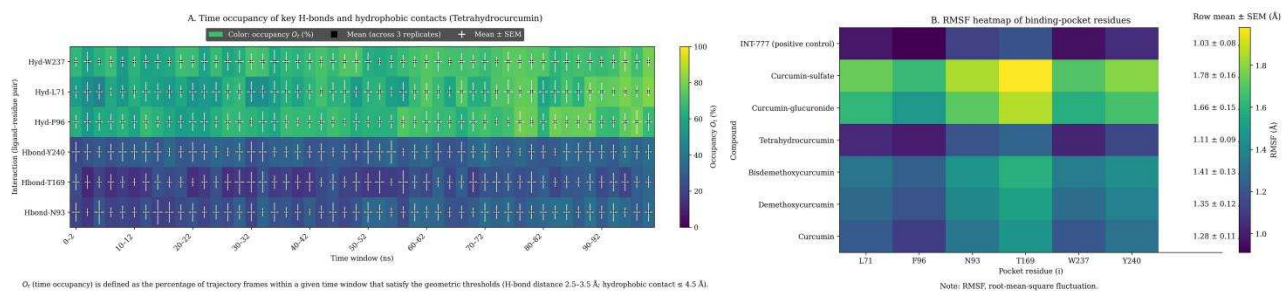 A. Time occupancy of key H-bonds and hydrophobic contacts (Tetrahydrocurcumin)
Color: occupancy Oₜ (%)
Mean (across 3 replicates)
Mean ± SEM
Interaction (ligand-residue pair)
Hyd-W237
Hyd-L71
Hyd-F96
Hbond-Y240
Hbond-T169
Hbond-N93
0-2
10-12
20-22
30-32
40-42
50-52
60-62
70-72
80-82
90-92
Time window (ns)
100
80
60
40
20
0
Occupancy Oₜ (%)
Oₜ (time occupancy) is defined as the percentage of trajectory frames within a given time window that satisfy the geometric thresholds (H-bond distance 2.5–3.5 Å; hydrophobic contact ≤ 4.5 Å).
B. RMSF heatmap of binding-pocket residues
Row mean ± SEM (Å)
Compound
INT-777 (positive control)
1.03 ± 0.08
Curcumin-sulfate
1.78 ± 0.16
Curcumin-glucuronide
1.66 ± 0.15
Tetrahydrocurcumin
1.11 ± 0.09
Bisdemethoxycurcumin
1.41 ± 0.13
Demethoxycurcumin
1.35 ± 0.12
Curcumin
1.28 ± 0.11
L71
F96
N93
T169
W237
Y240
Pocket residue (i)
1.8
1.6
1.4
1.2
1.0
RMSF (Å)
Note: RMSF, root-mean-square fluctuation.